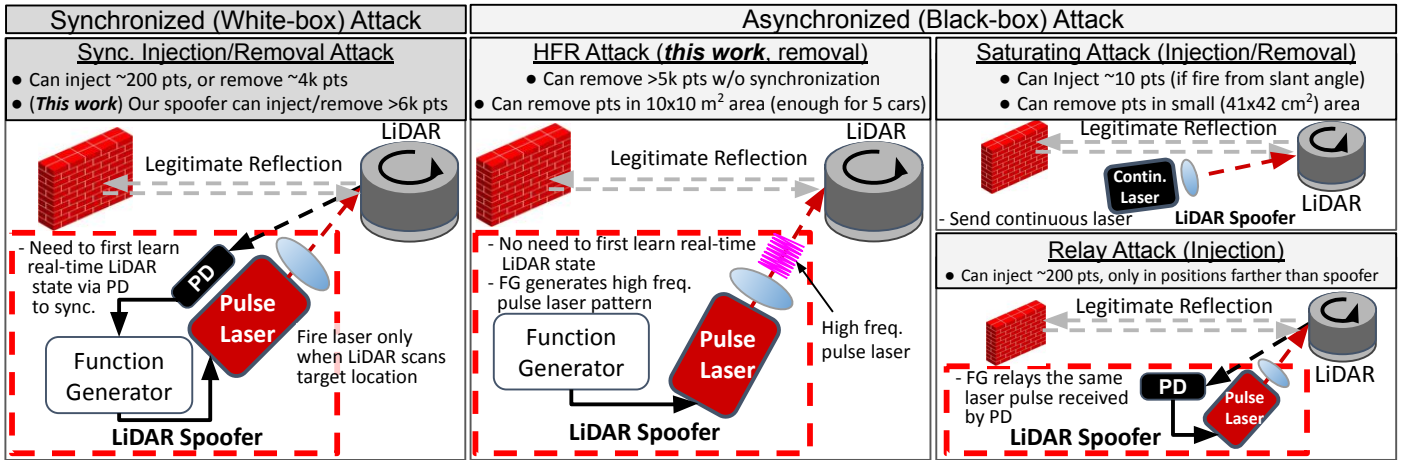 Synchronized (White-box) Attack
Asynchronized (Black-box) Attack
Sync. Injection/Removal Attack
● Can inject ~200 pts, or remove ~4k pts
● (This work) Our spoofer can inject/remove >6k pts
LiDAR
Legitimate Reflection
- Need to first learn
real-time LiDAR
state via PD
to sync.
PD
Pulse
Laser
Function
Generator
Fire laser only
when LiDAR scans
target location
LiDAR Spoofer
HFR Attack (this work, removal)
● Can remove >5k pts w/o synchronization
● Can remove pts in 10x10 m² area (enough for 5 cars)
LiDAR
Legitimate Reflection
- No need to first learn real-time
LiDAR state
- FG generates high freq.
pulse laser pattern
Function
Generator
Pulse
Laser
High freq.
pulse laser
LiDAR Spoofer
Saturating Attack (Injection/Removal)
● Can Inject ~10 pts (if fire from slant angle)
● Can remove pts in small (41x42 cm²) area
Legitimate Reflection
Contin.
Laser
LiDAR
- Send continuous laser
LiDAR Spoofer
Relay Attack (Injection)
● Can inject ~200 pts, only in positions farther than spoofer
Legitimate Reflection
LiDAR
- FG relays the same
laser pulse received
by PD
PD
Pulse
Laser
LiDAR Spoofer